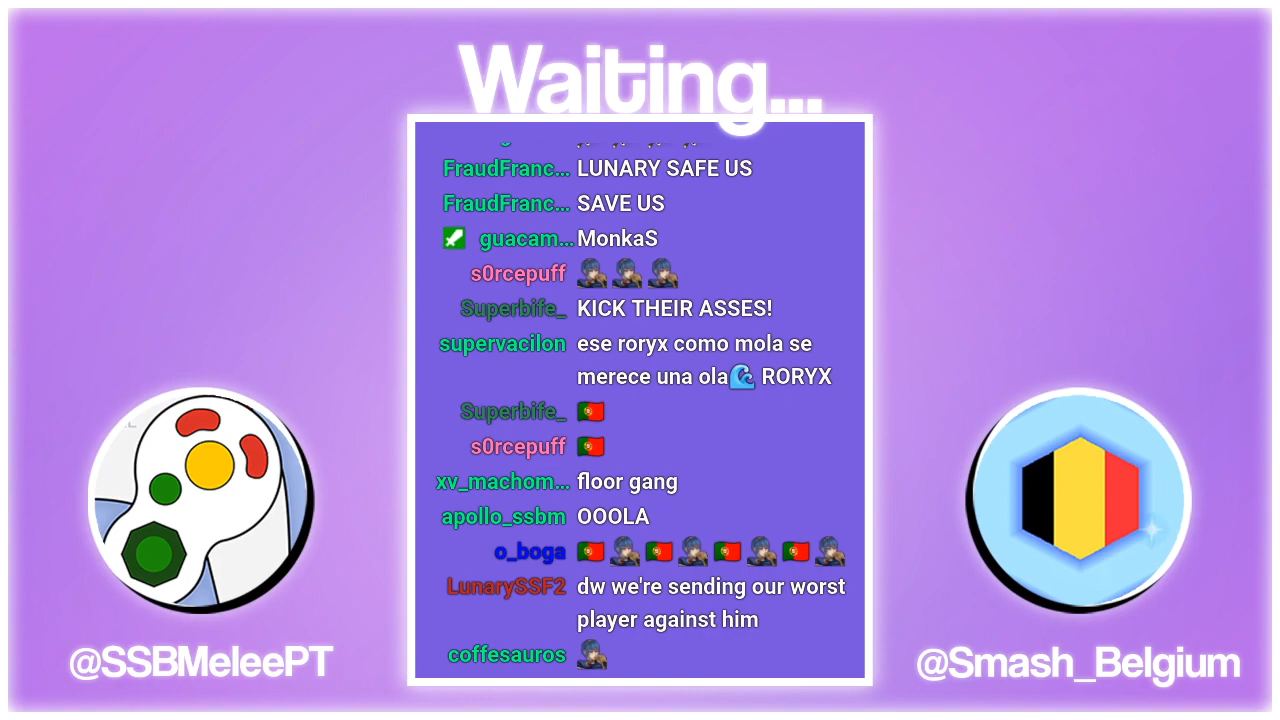 Waiting...
FraudFranc... LUNARY SAFE US
FraudFranc... SAVE US
guacam... MonkaS
s0rcepuff
Superbife_ KICK THEIR ASSES!
supervacilon ese roryx como mola se
merece una ola🌊 RORYX
Superbife_ 🇵🇹
s0rcepuff 🇵🇹
xv_machom... floor gang
apollo_ssbm OOOLA
o_boga 🇵🇹 🇵🇹 🇵🇹 🇵🇹
LunarySSF2 dw we're sending our worst
player against him
coffesauros
@SSBMeleePT
@Smash_Belgium